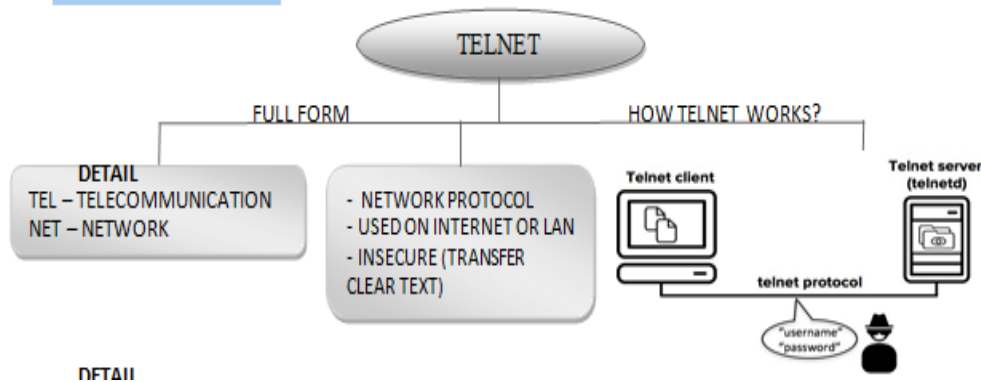 TELNET
FULL FORM
HOW TELNET WORKS?
DETAIL
TEL – TELECOMMUNICATION
NET – NETWORK
- NETWORK PROTOCOL
- USED ON INTERNET OR LAN
- INSECURE (TRANSFER
CLEAR TEXT)
Telnet client
Telnet server
(telnetd)
telnet protocol
"username"
"password"
DETAIL